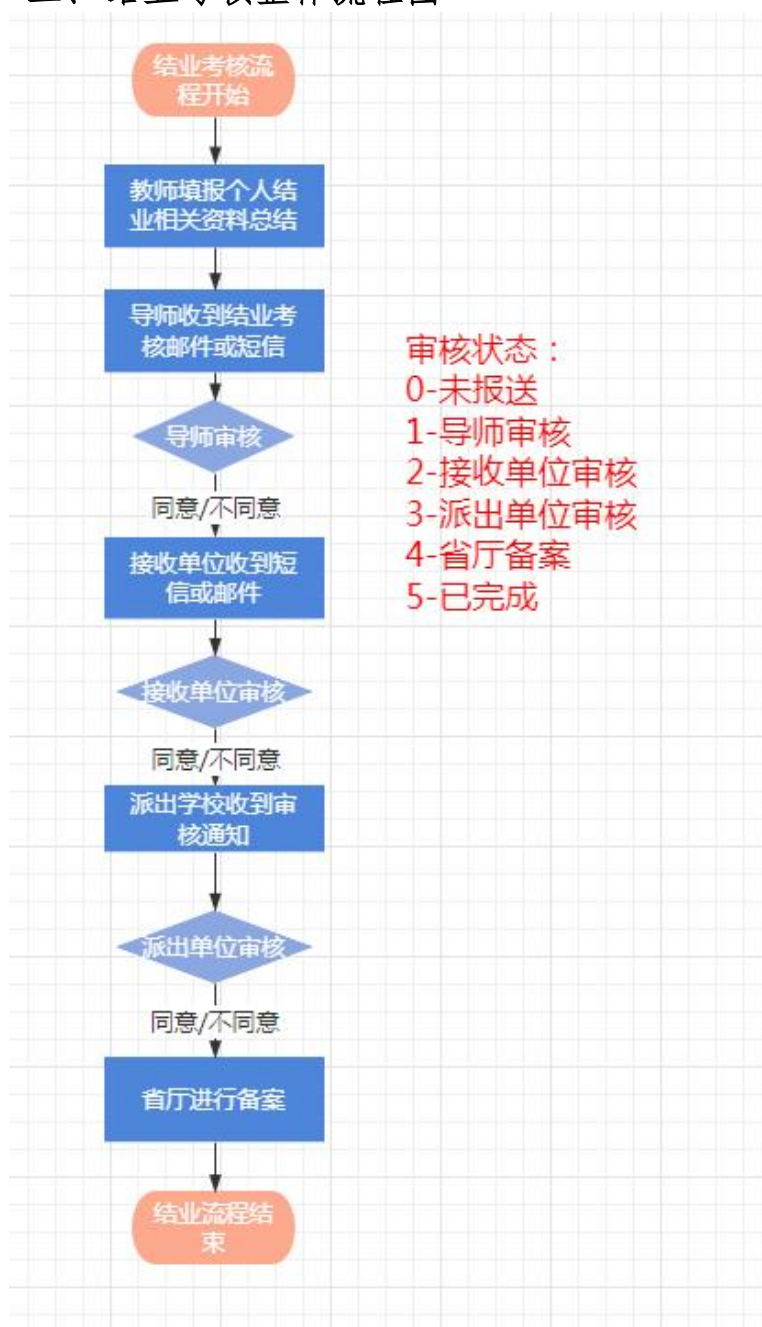 结业考核流
程开始
教师填报个人结
业相关资料总结
导师收到结业考
核邮件或短信
导师审核
同意/不同意
接收单位收到短
信或邮件
接收单位审核
同意/不同意
派出学校收到审
核通知
派出单位审核
同意/不同意
省厅进行备案
结业流程结
束
审核状态：
0-未报送
1-导师审核
2-接收单位审核
3-派出单位审核
4-省厅备案
5-已完成